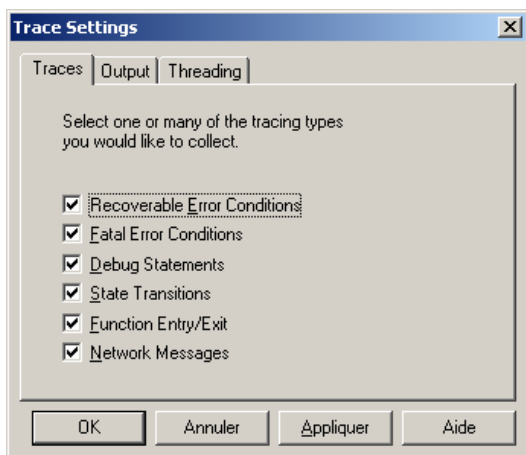 Trace Settings
Traces
Output
Threading
Select one or many of the tracing types
you would like to collect.
Recoverable Error Conditions
Fatal Error Conditions
Debug Statements
State Transitions
Function Entry/Exit
Network Messages
OK
Annuler
Appliquer
Aide